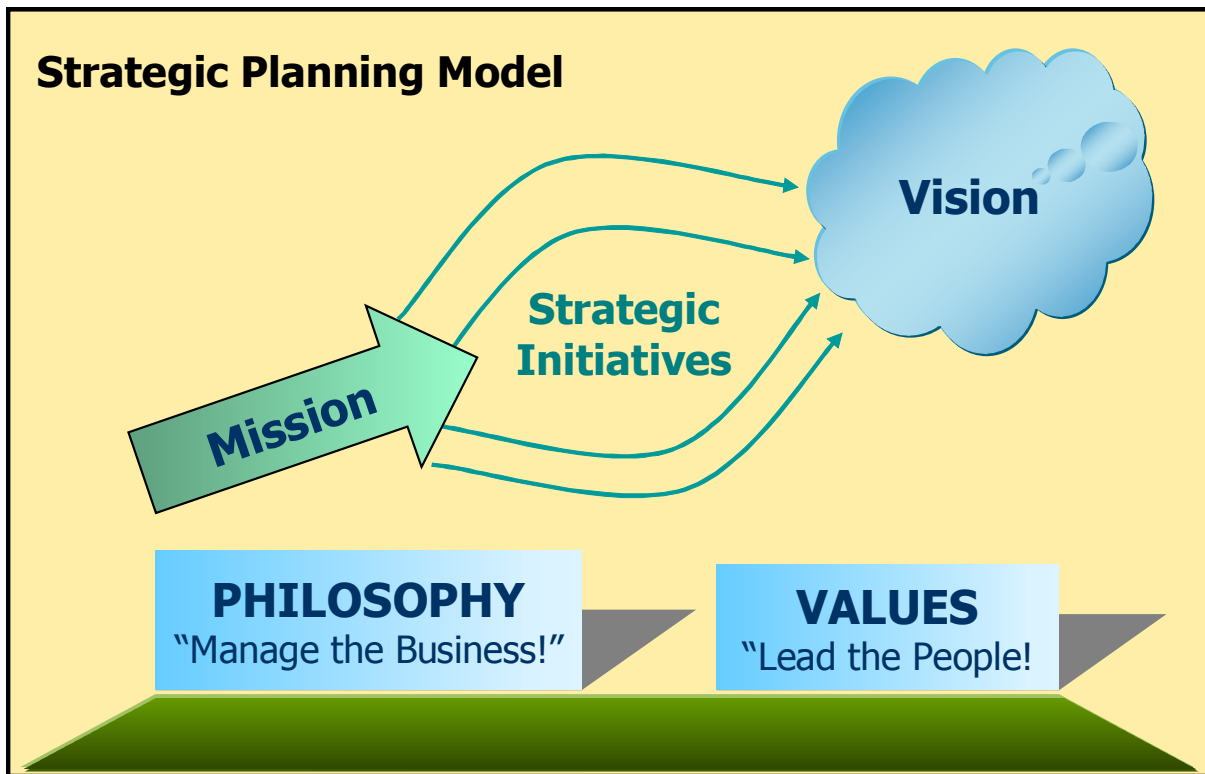 Strategic Planning Model
Vision
Strategic
Initiatives
Mission
PHILOSOPHY
“Manage the Business!”
VALUES
“Lead the People!